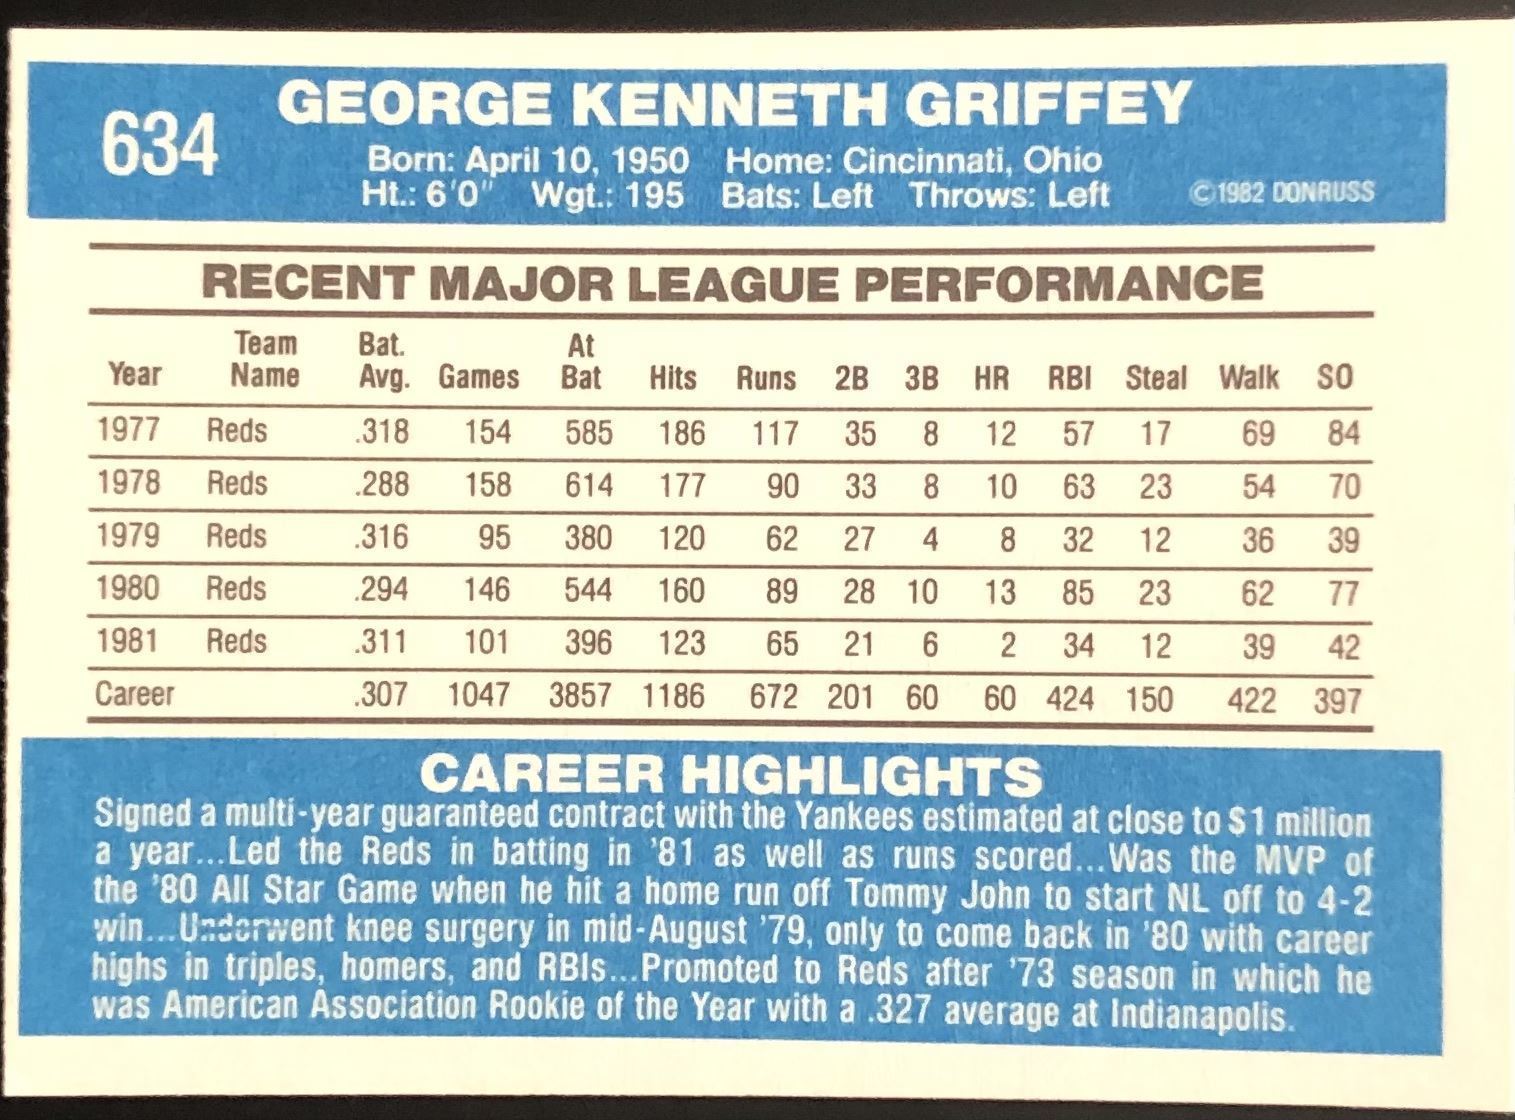 634
GEORGE KENNETH GRIFFEY
Born: April 10, 1950 Home: Cincinnati, Ohio
Ht.: 6'0" Wgt.: 195 Bats: Left Throws: Left ©1982 DONRUSS
RECENT MAJOR LEAGUE PERFORMANCE
Year Team Name Bat. Avg. Games At Bat Hits Runs 2B 3B HR RBI Steal Walk SO
1977 Reds .318 154 585 186 117 35 8 12 57 17 69 84
1978 Reds .288 158 614 177 90 33 8 10 63 23 54 70
1979 Reds .316 95 380 120 62 27 4 8 32 12 36 39
1980 Reds .294 146 544 160 89 28 10 13 85 23 62 77
1981 Reds .311 101 396 123 65 21 6 2 34 12 39 42
Career .307 1047 3857 1186 672 201 60 60 424 150 422 397
CAREER HIGHLIGHTS
Signed a multi-year guaranteed contract with the Yankees estimated at close to $1 million
a year...Led the Reds in batting in '81 as well as runs scored...Was the MVP of
the '80 All Star Game when he hit a home run off Tommy John to start NL off to 4-2
win...Underwent knee surgery in mid-August '79, only to come back in '80 with career
highs in triples, homers, and RBIs...Promoted to Reds after '73 season in which he
was American Association Rookie of the Year with a .327 average at Indianapolis.